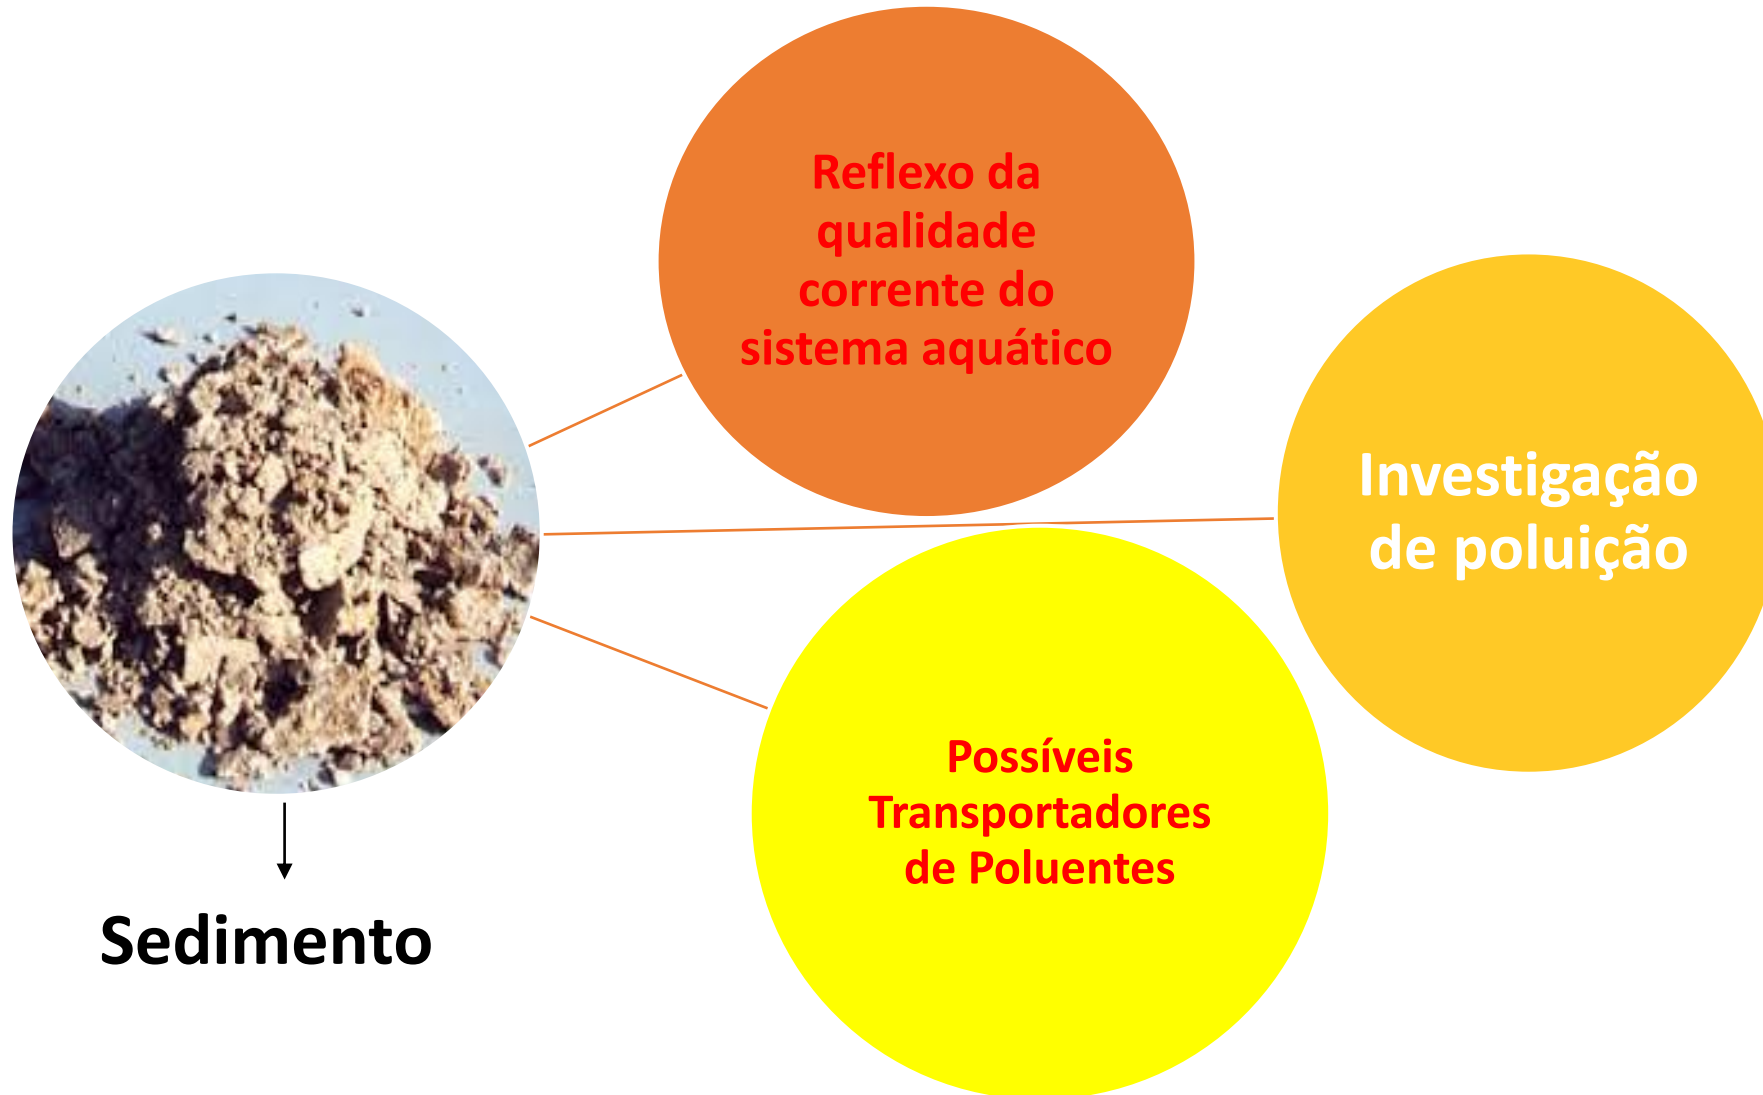 Reflexo da
qualidade
corrente do
sistema aquático
Investigação
de poluição
Possíveis
Transportadores
de Poluentes
Sedimento